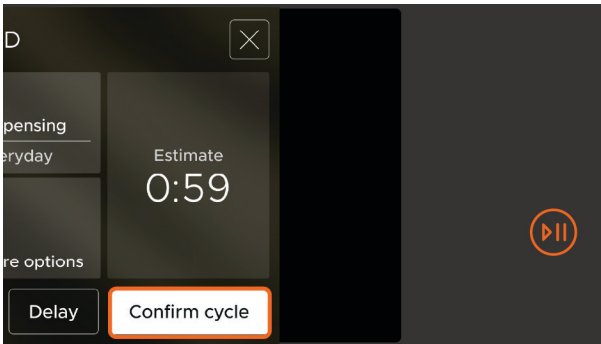 D
pensing
eryday
Estimate
0:59
re options
Delay
Confirm cycle